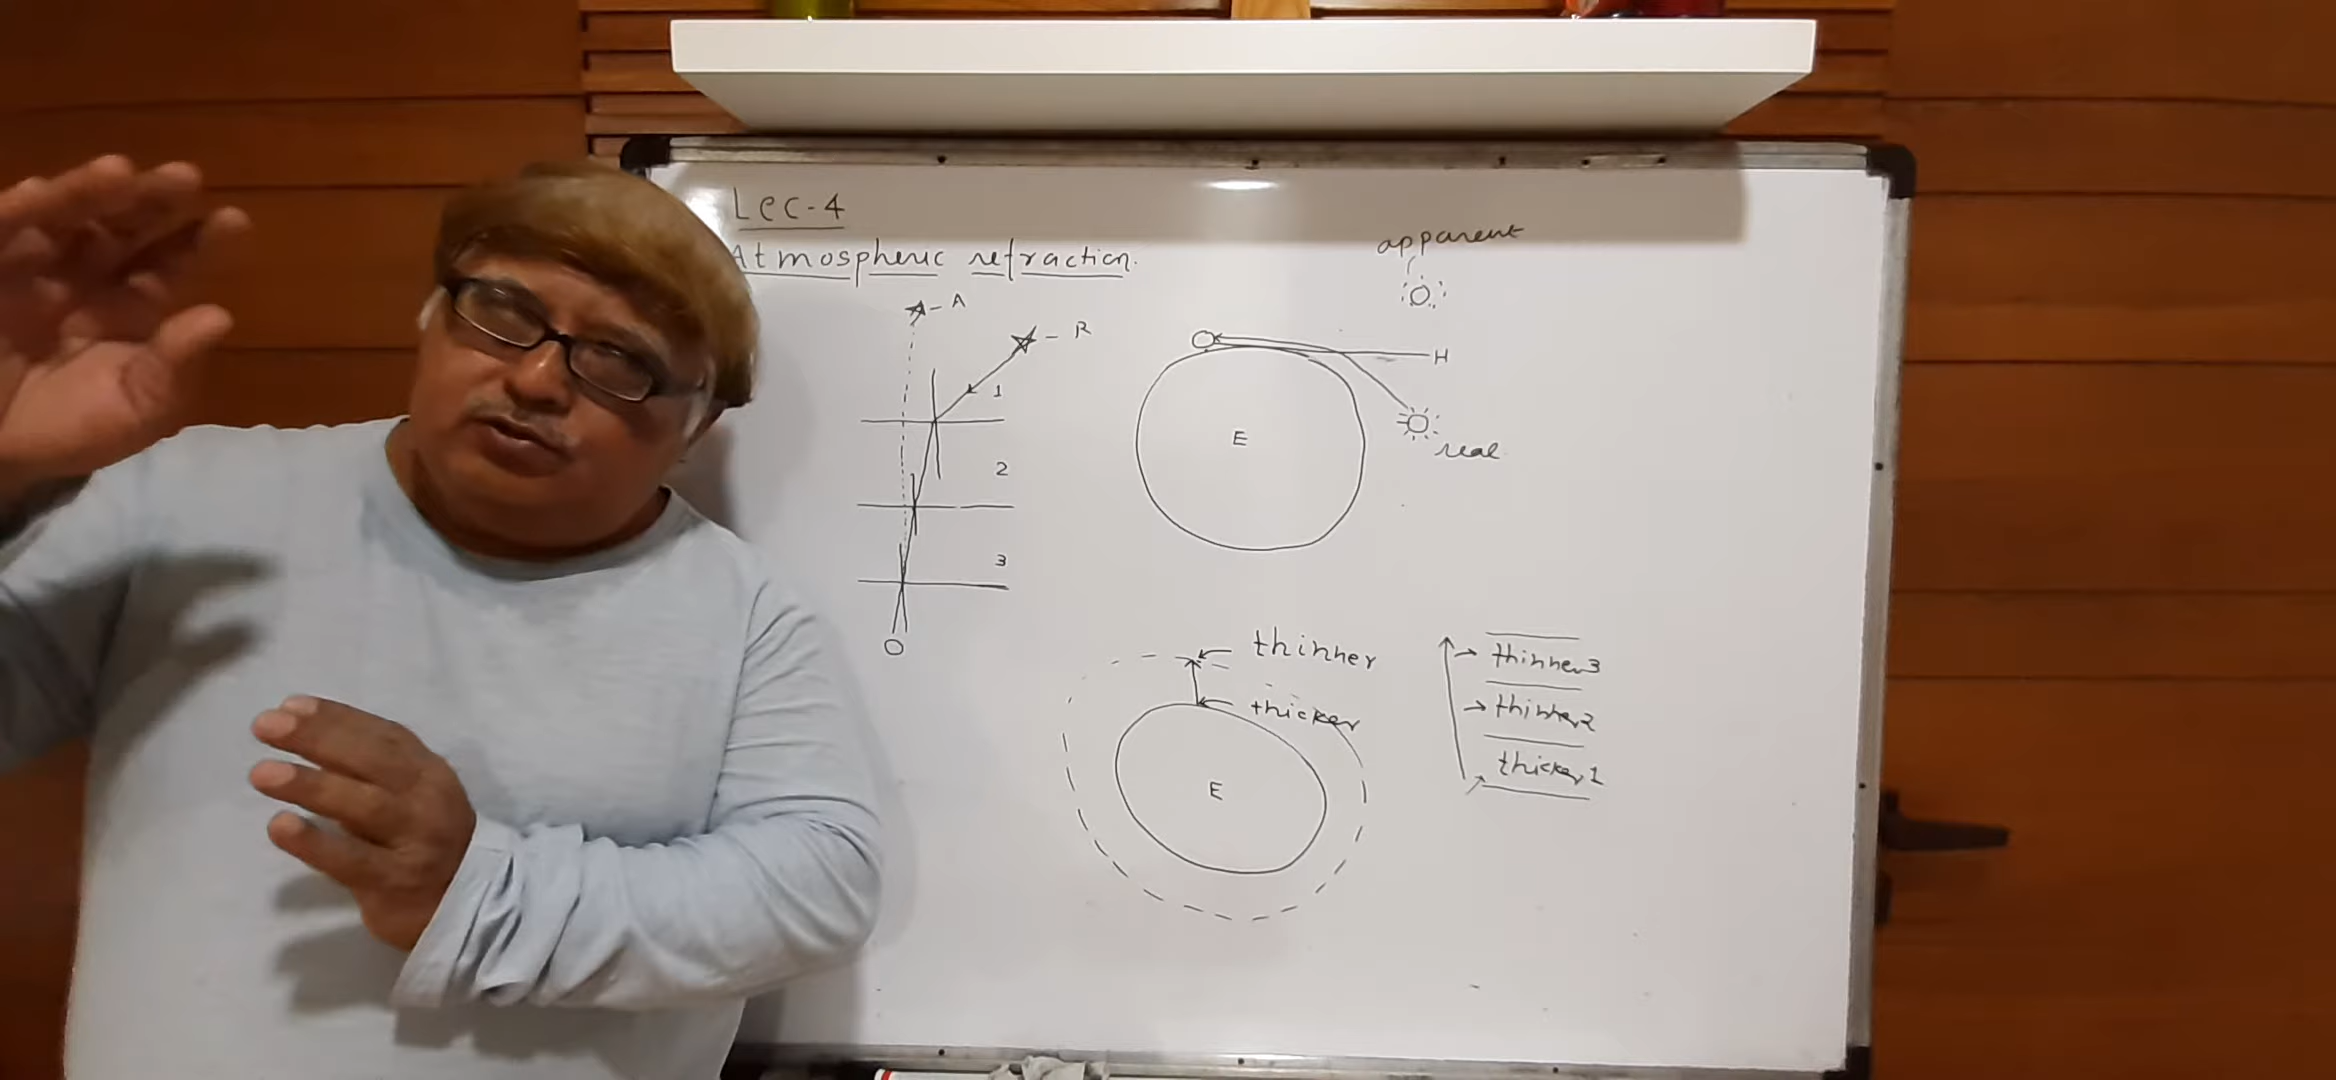 Lec-4
Atmospheric refraction.
A
R
1
2
3
O
apparent
H
E
real
thinner
thicker
E
thinner3
thinner2
thicker1